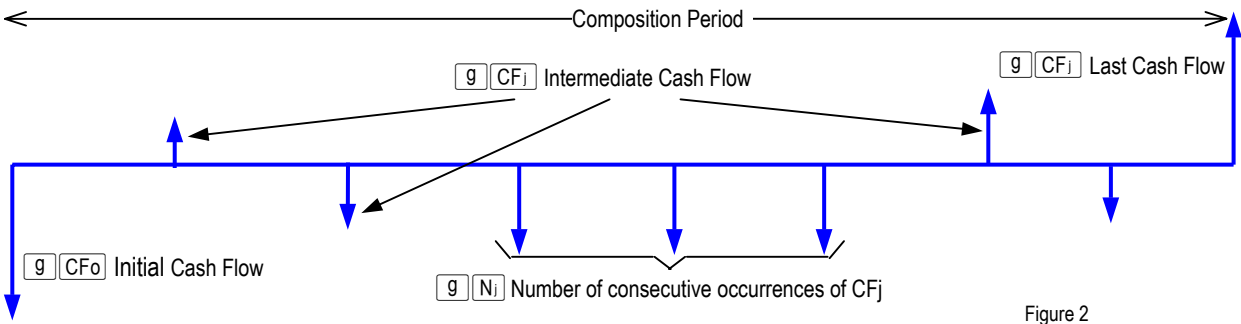 Composition Period
g CFj Intermediate Cash Flow
g CFj Last Cash Flow
g CFo Initial Cash Flow
g Nj Number of consecutive occurrences of CFj
Figure 2